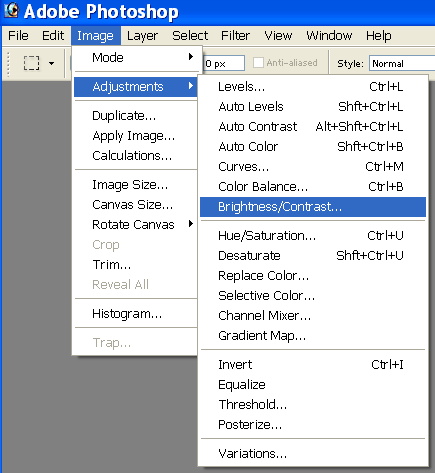 Adobe Photoshop
File Edit Image Layer Select Filter View Window Help
0 px Anti-aliased Style: Normal
Mode
Adjustments
Duplicate...
Apply Image...
Calculations...
Image Size...
Canvas Size...
Rotate Canvas
Crop
Trim...
Reveal All
Histogram...
Trap...
Levels... Ctrl+L
Auto Levels Shft+Ctrl+L
Auto Contrast Alt+Shft+Ctrl+L
Auto Color Shft+Ctrl+B
Curves... Ctrl+M
Color Balance... Ctrl+B
Brightness/Contrast...
Hue/Saturation... Ctrl+U
Desaturate Shft+Ctrl+U
Replace Color...
Selective Color...
Channel Mixer...
Gradient Map...
Invert Ctrl+I
Equalize
Threshold...
Posterize...
Variations...